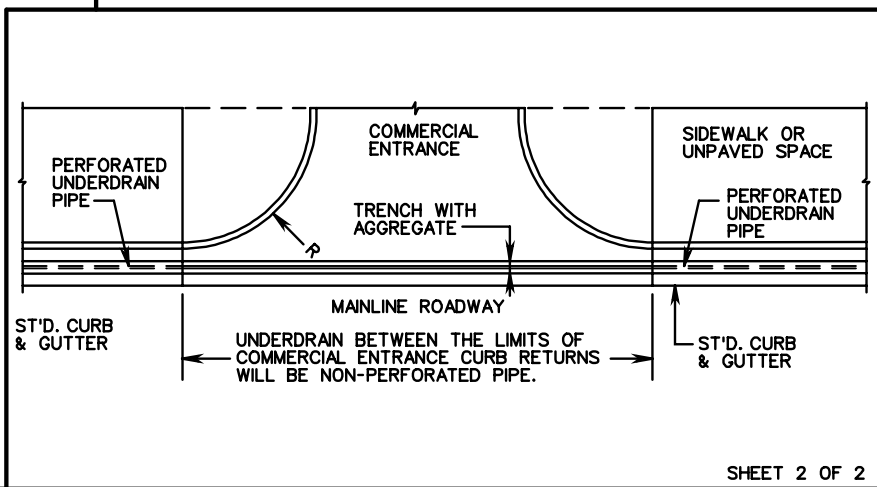 COMMERCIAL
ENTRANCE
SIDEWALK OR
UNPAVED SPACE
PERFORATED
UNDERDRAIN
PIPE
TRENCH WITH
AGGREGATE
PERFORATED
UNDERDRAIN
PIPE
R
MAINLINE ROADWAY
ST'D. CURB
& GUTTER
UNDERDRAIN BETWEEN THE LIMITS OF
COMMERCIAL ENTRANCE CURB RETURNS
WILL BE NON-PERFORATED PIPE.
ST'D. CURB
& GUTTER
SHEET 2 OF 2